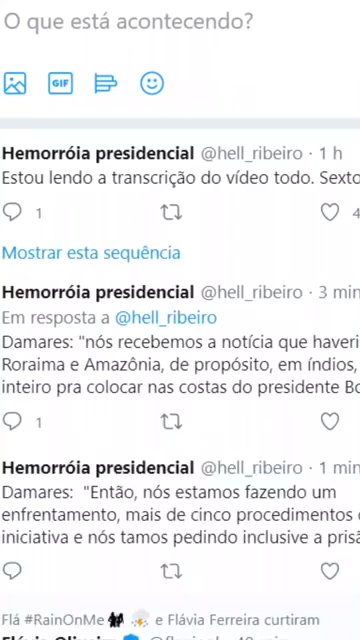 O que está acontecendo?
GIF
Hemorróia presidencial @hell_ribeiro · 1 h
Estou lendo a transcrição do vídeo todo. Sexto
1
4
Mostrar esta sequência
Hemorróia presidencial @hell_ribeiro · 3 min
Em resposta a @hell_ribeiro
Damares: "nós recebemos a notícia que haveri
Roraima e Amazônia, de propósito, em índios,
inteiro pra colocar nas costas do presidente Bo
1
Hemorróia presidencial @hell_ribeiro · 1 min
Damares: "Então, nós estamos fazendo um
enfrentamento, mais de cinco procedimentos
iniciativa e nós tamos pedindo inclusive a prisã
Flá #RainOnMe e Flávia Ferreira curtiram